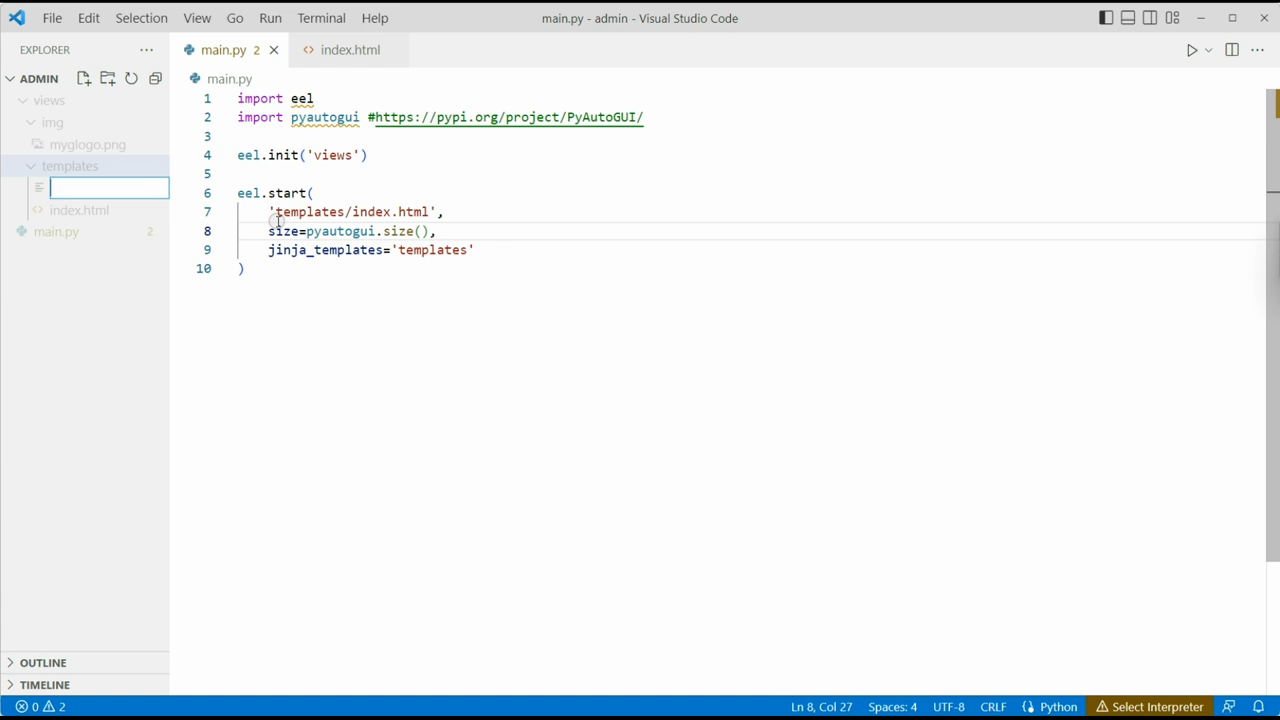 File Edit Selection View Go Run Terminal Help
main.py - admin - Visual Studio Code
EXPLORER
ADMIN
views
img
myglogo.png
templates
index.html
main.py 2
OUTLINE
TIMELINE
main.py 2
index.html
main.py
1 import eel
2 import pyautogui #https://pypi.org/project/PyAutoGUI/
3
4 eel.init('views')
5
6 eel.start(
7 'templates/index.html',
8 size=pyautogui.size(),
9 jinja_templates='templates'
10 )
0 2
Ln 8, Col 27 Spaces: 4 UTF-8 CRLF Python Select Interpreter